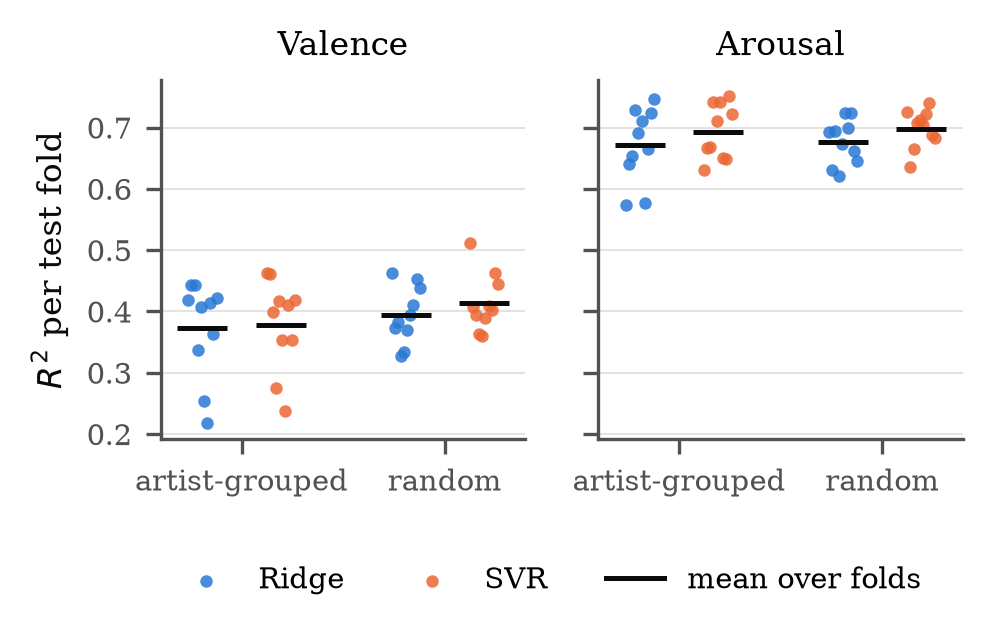 Valence
Arousal
R² per test fold
0.7
0.6
0.5
0.4
0.3
0.2
artist-grouped random
artist-grouped random
Ridge SVR mean over folds